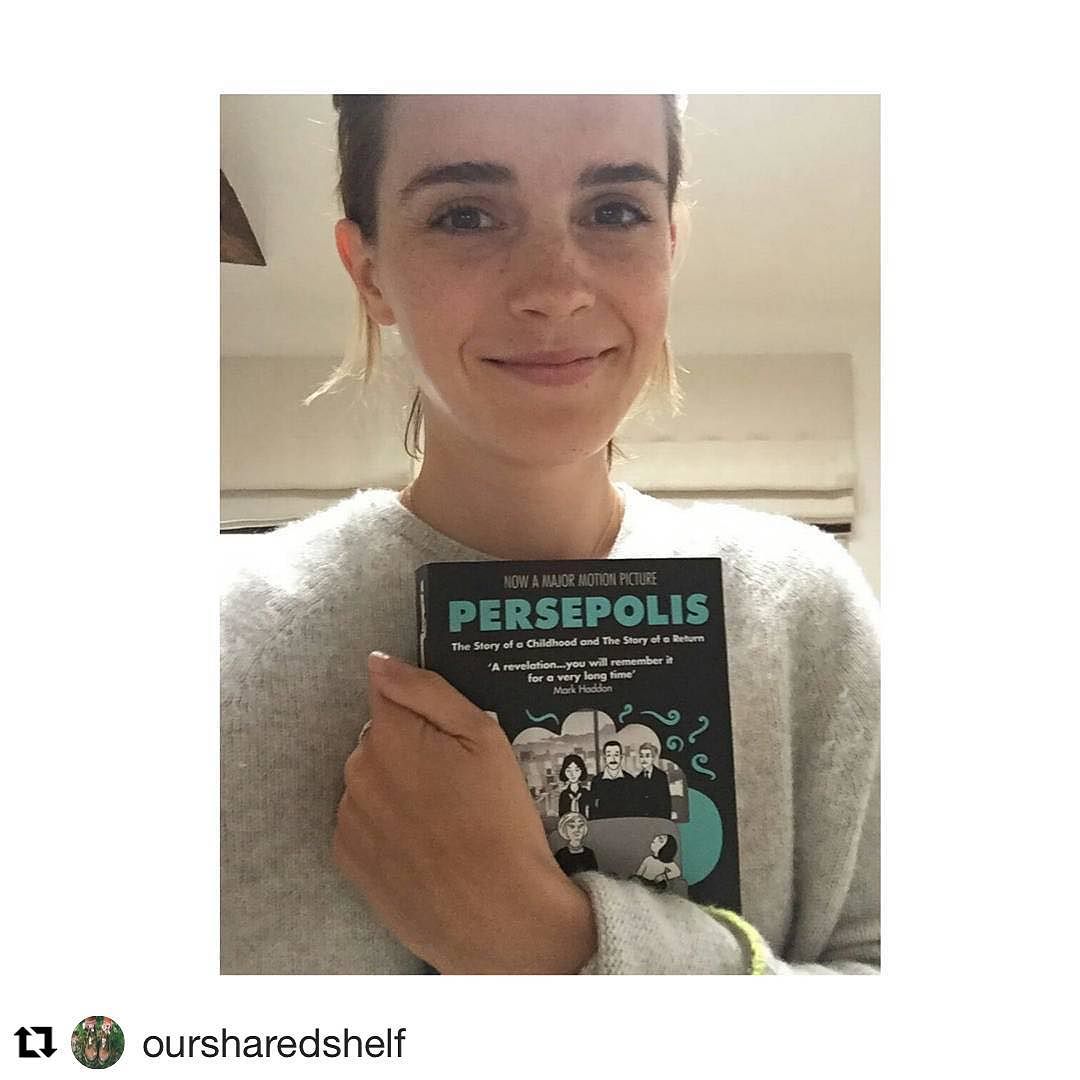 NOW A MAJOR MOTION PICTURE
PERSEPOLIS
The Story of a Childhood and The Story of a Return
'A revelation...you will remember it
for a very long time'
Mark Haddon
oursharedshelf